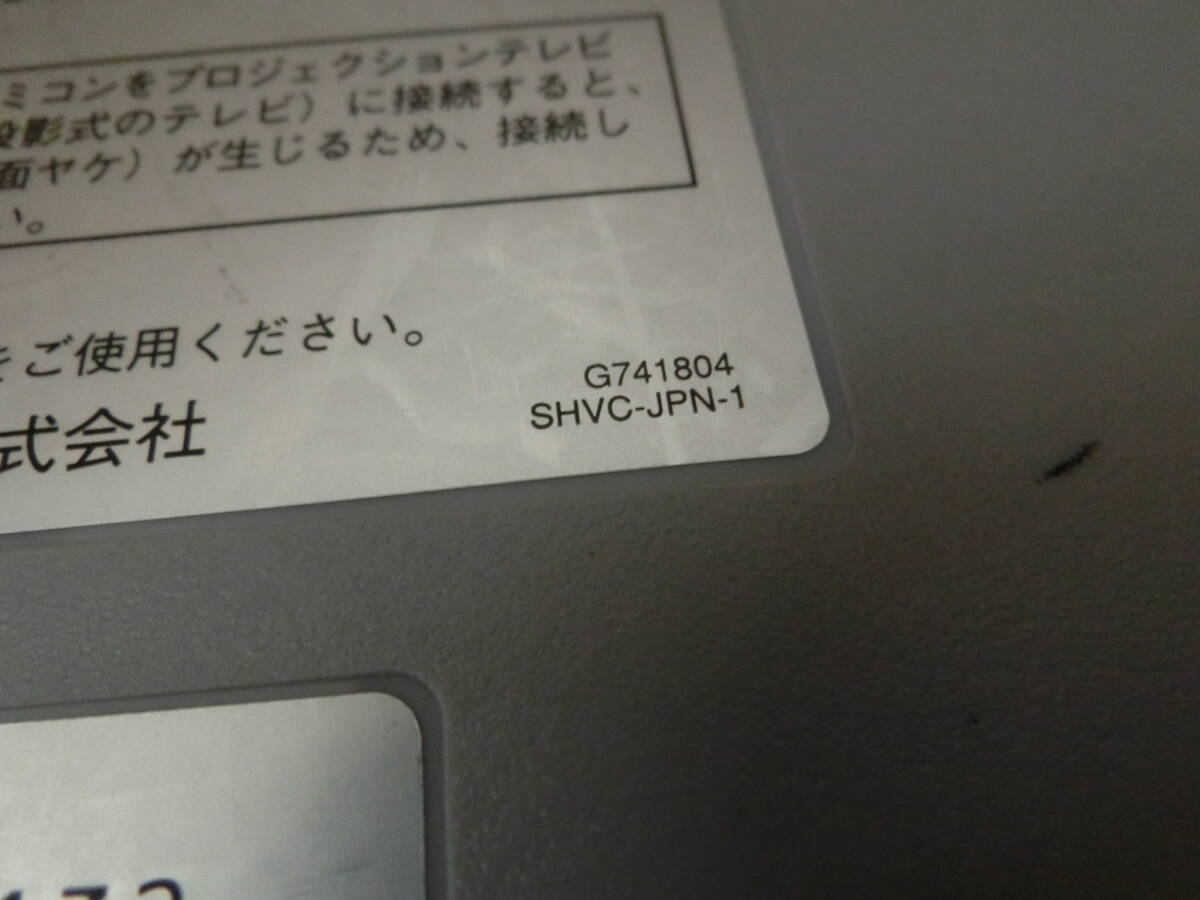 ミコンをプロジェクションテレビ
投影式のテレビ）に接続すると、
面ヤケ）が生じるため、接続し
い。
をご使用ください。
式会社
G741804
SHVC-JPN-1